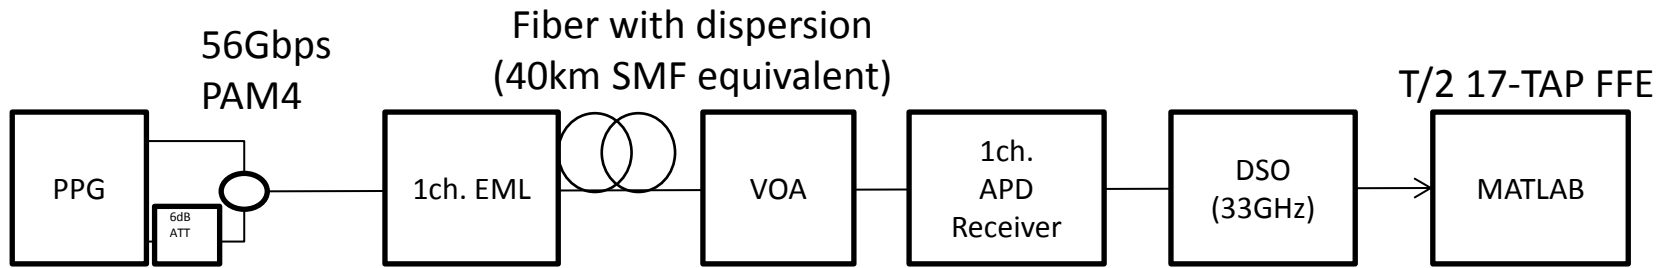 56Gbps
PAM4
Fiber with dispersion
(40km SMF equivalent)
T/2 17-TAP FFE
PPG
6dB
ATT
1ch. EML
VOA
1ch.
APD
Receiver
DSO
(33GHz)
MATLAB